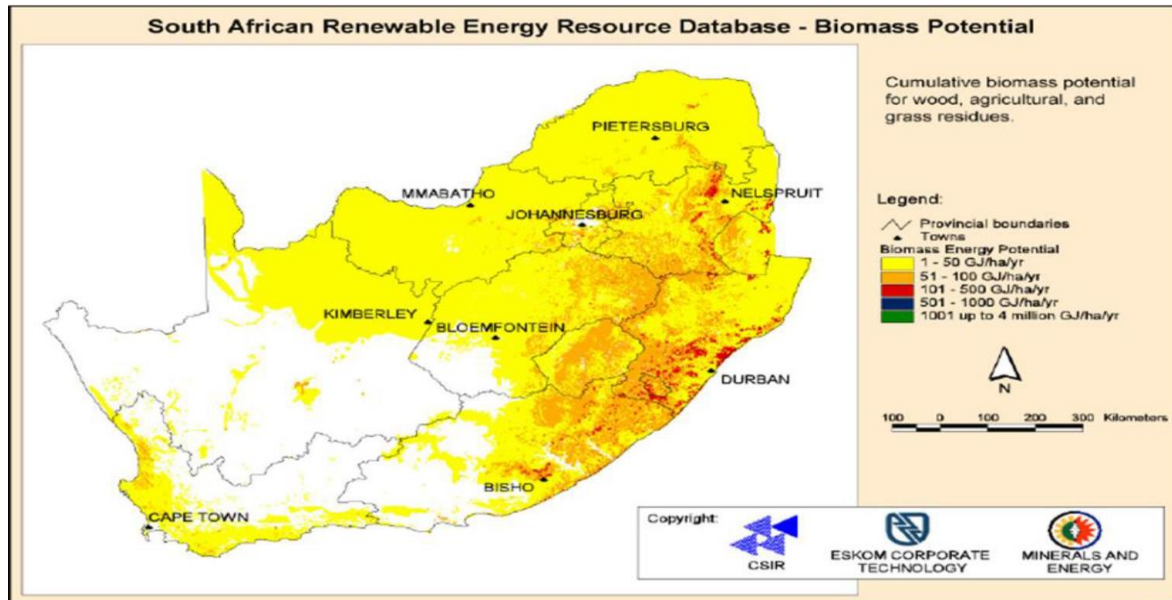 South African Renewable Energy Resource Database - Biomass Potential
Cumulative biomass potential
for wood, agricultural, and
grass residues.
PIETERSBURG
MMABATHO
NELSPRUIT
JOHANNESBURG
KIMBERLEY
BLOEMFONTEIN
DURBAN
BISHO
CAPE TOWN
Legend:
Provincial boundaries
Towns
Biomass Energy Potential
1 - 50 GJ/ha/yr
51 - 100 GJ/ha/yr
101 - 500 GJ/ha/yr
501 - 1000 GJ/ha/yr
1001 up to 4 million GJ/ha/yr
N
100 0 100 200 300 Kilometers
Copyright:
CSIR
ESKOM CORPORATE
TECHNOLOGY
MINERALS AND
ENERGY